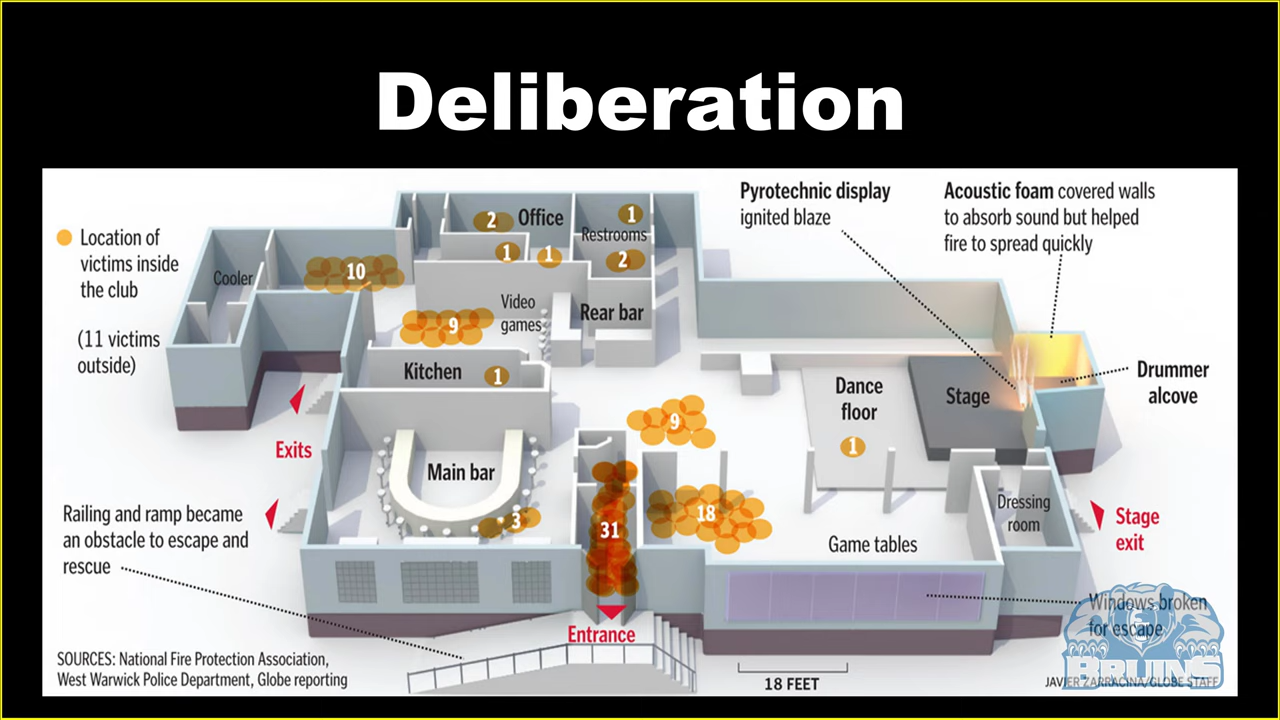 Deliberation
Location of
victims inside
the club
(11 victims
outside)
Pyrotechnic display
ignited blaze
Acoustic foam covered walls
to absorb sound but helped
fire to spread quickly
2
Office
1
Restrooms
1
1
2
Cooler
10
9
Video
games
Rear bar
Kitchen
1
Dance
floor
1
Stage
Drummer
alcove
9
Exits
Main bar
3
31
18
Game tables
Dressing
room
Stage
exit
Railing and ramp became
an obstacle to escape and
rescue
Windows broken
for escape
Entrance
SOURCES: National Fire Protection Association,
West Warwick Police Department, Globe reporting
18 FEET
BRUINS
JAVIER ZARRACINA/GLOBE STAFF